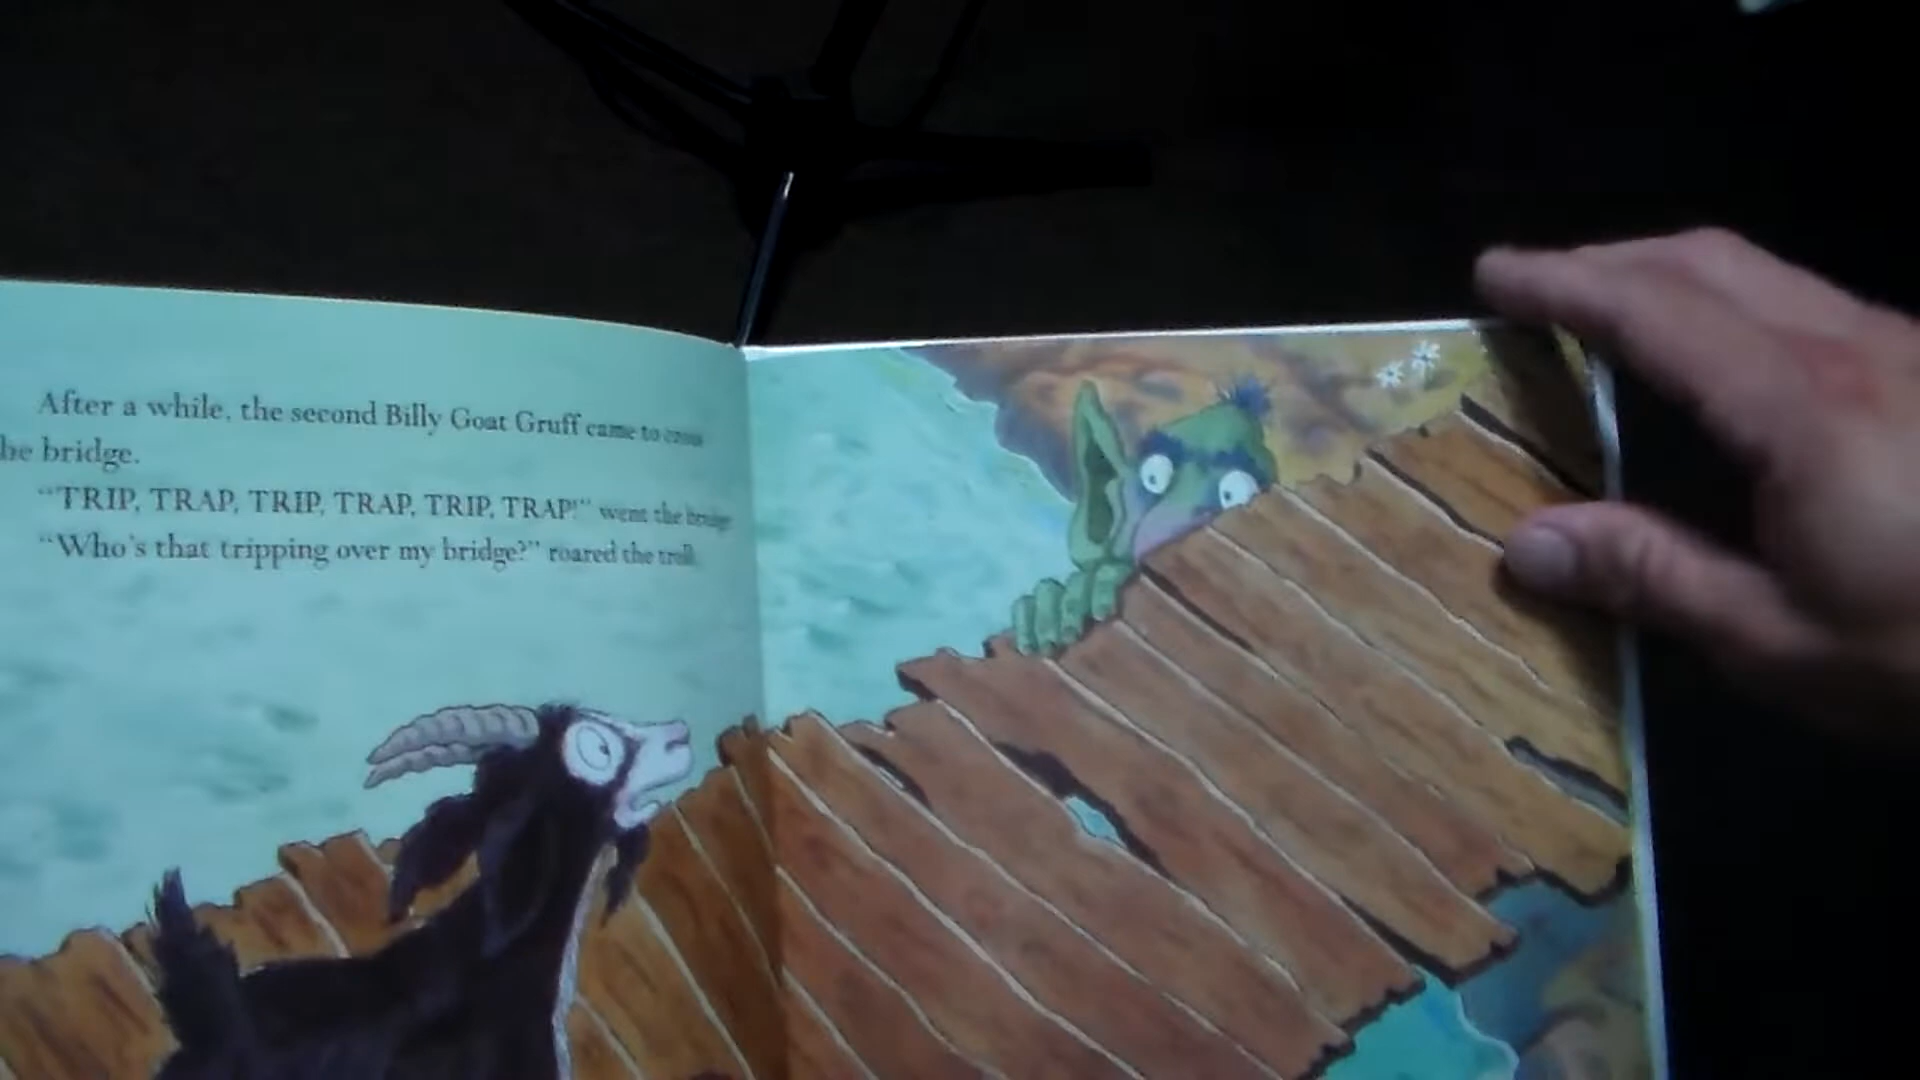 After a while, the second Billy Goat Gruff came to cross
he bridge.
“TRIP, TRAP, TRIP, TRAP, TRIP, TRAP!” went the bridge.
“Who's that tripping over my bridge?” roared the troll.